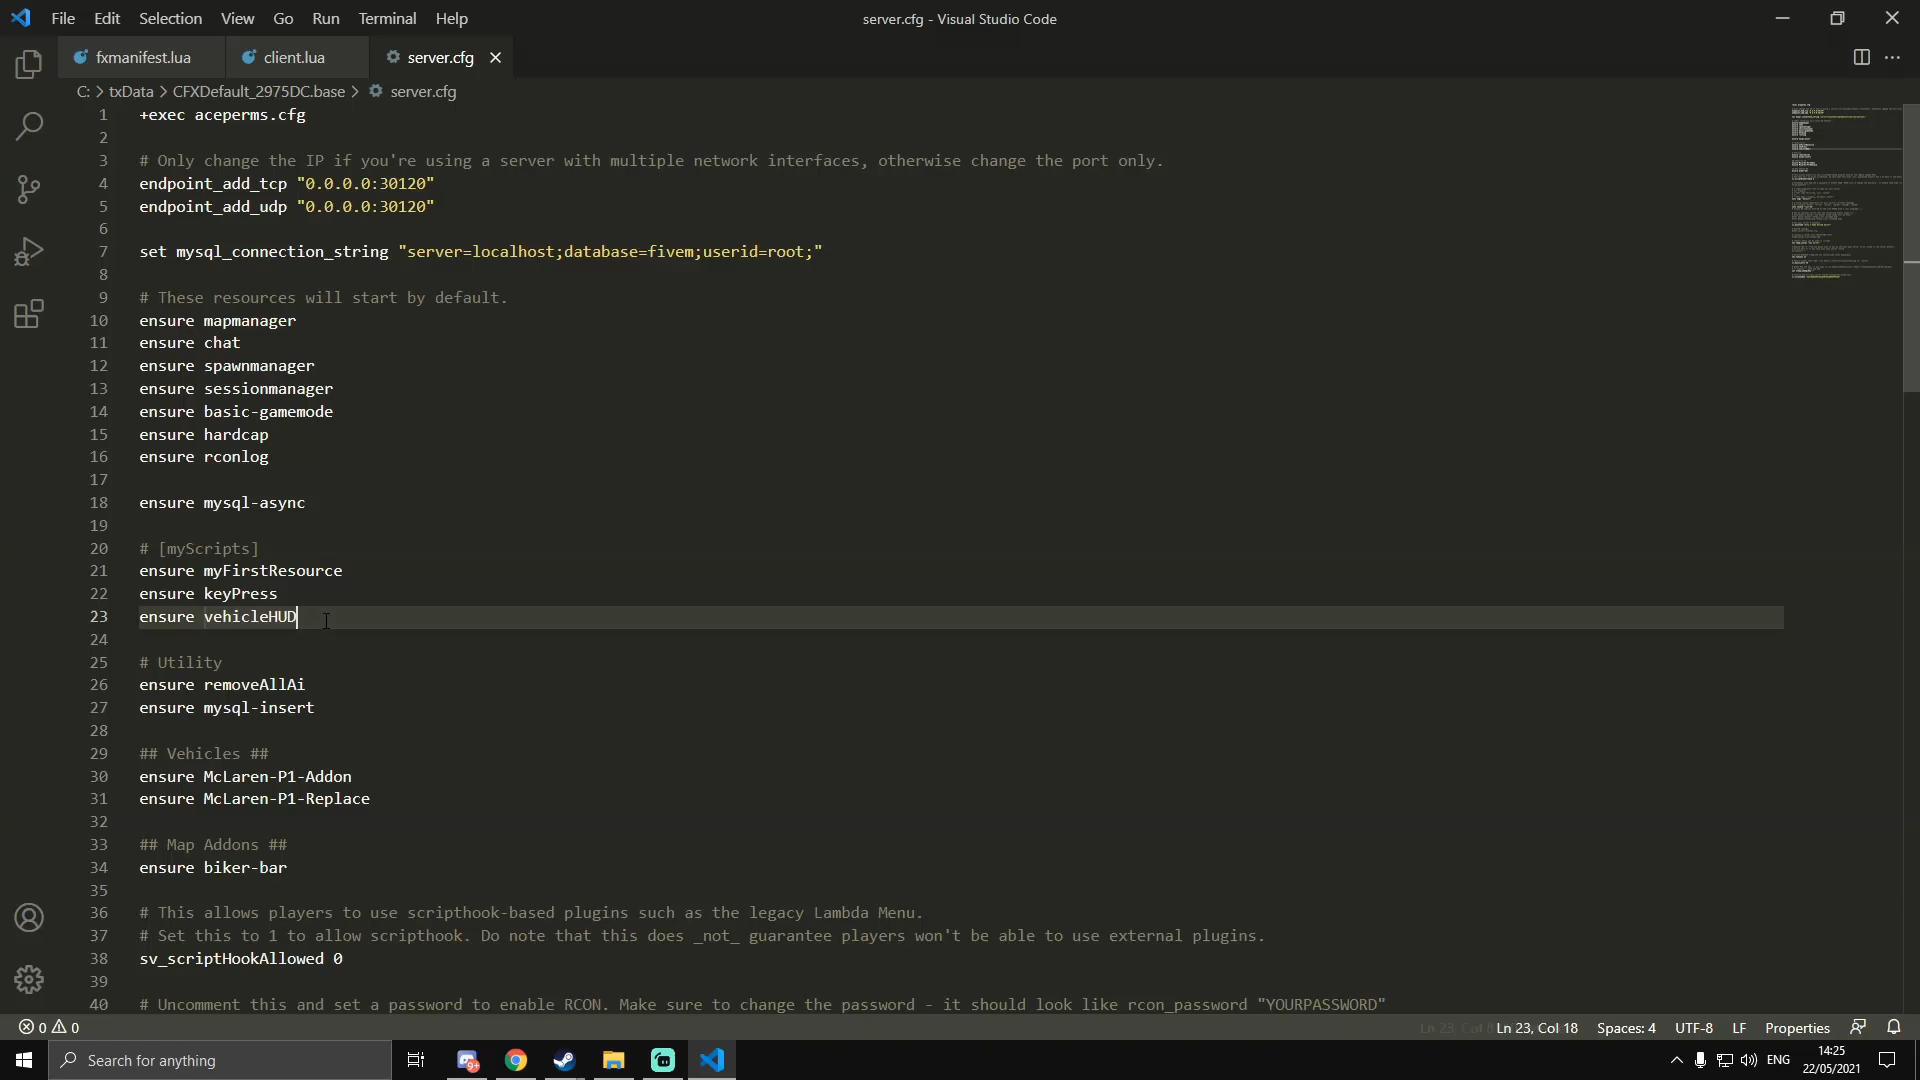 File Edit Selection View Go Run Terminal Help
server.cfg - Visual Studio Code
fxmanifest.lua client.lua server.cfg
C: > txData > CFXDefault_2975DC.base > server.cfg
1 +exec aceperms.cfg
2
3 # Only change the IP if you're using a server with multiple network interfaces, otherwise change the port only.
4 endpoint_add_tcp "0.0.0.0:30120"
5 endpoint_add_udp "0.0.0.0:30120"
6
7 set mysql_connection_string "server=localhost;database=fivem;userid=root;"
8
9 # These resources will start by default.
10 ensure mapmanager
11 ensure chat
12 ensure spawnmanager
13 ensure sessionmanager
14 ensure basic-gamemode
15 ensure hardcap
16 ensure rconlog
17
18 ensure mysql-async
19
20 # [myScripts]
21 ensure myFirstResource
22 ensure keyPress
23 ensure vehicleHUD
24
25 # Utility
26 ensure removeAllAi
27 ensure mysql-insert
28
29 ## Vehicles ##
30 ensure McLaren-P1-Addon
31 ensure McLaren-P1-Replace
32
33 ## Map Addons ##
34 ensure biker-bar
35
36 # This allows players to use scripthook-based plugins such as the legacy Lambda Menu.
37 # Set this to 1 to allow scripthook. Do note that this does _not_ guarantee players won't be able to use external plugins.
38 sv_scriptHookAllowed 0
39
40 # Uncomment this and set a password to enable RCON. Make sure to change the password - it should look like rcon_password "YOURPASSWORD"
0 0
Ln 23, Col 18 Spaces: 4 UTF-8 LF Properties
Search for anything
9+
ENG
14:25
22/05/2021